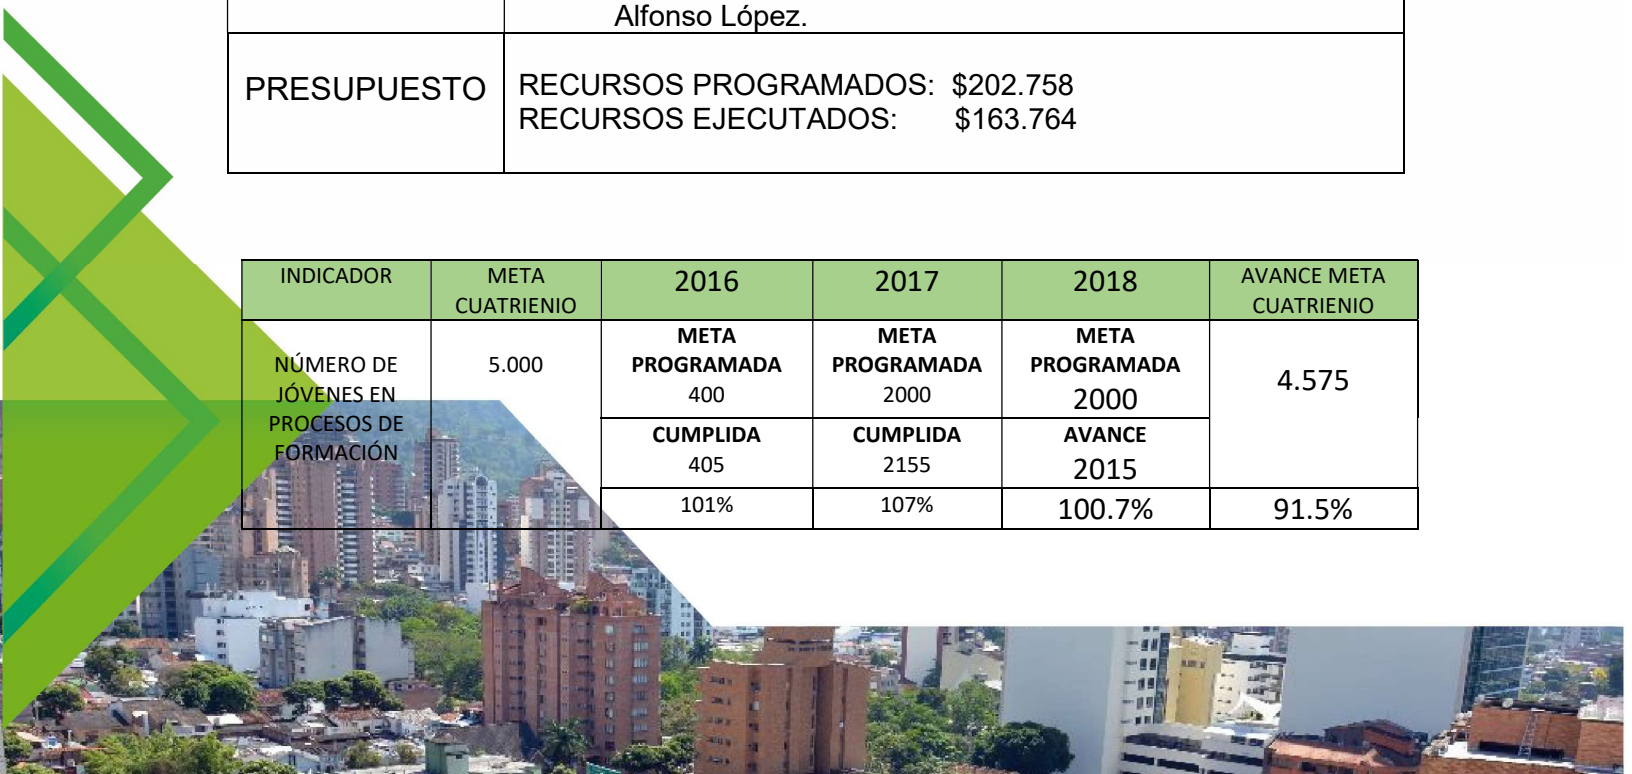 Alfonso López.
PRESUPUESTO
RECURSOS PROGRAMADOS: $202.758
RECURSOS EJECUTADOS: $163.764
INDICADOR
META
CUATRIENIO
2016
2017
2018
AVANCE META
CUATRIENIO
NÚMERO DE
JÓVENES EN
PROCESOS DE
FORMACIÓN
5.000
META
PROGRAMADA
400
META
PROGRAMADA
2000
META
PROGRAMADA
2000
4.575
CUMPLIDA
405
CUMPLIDA
2155
AVANCE
2015
101%
107%
100.7%
91.5%